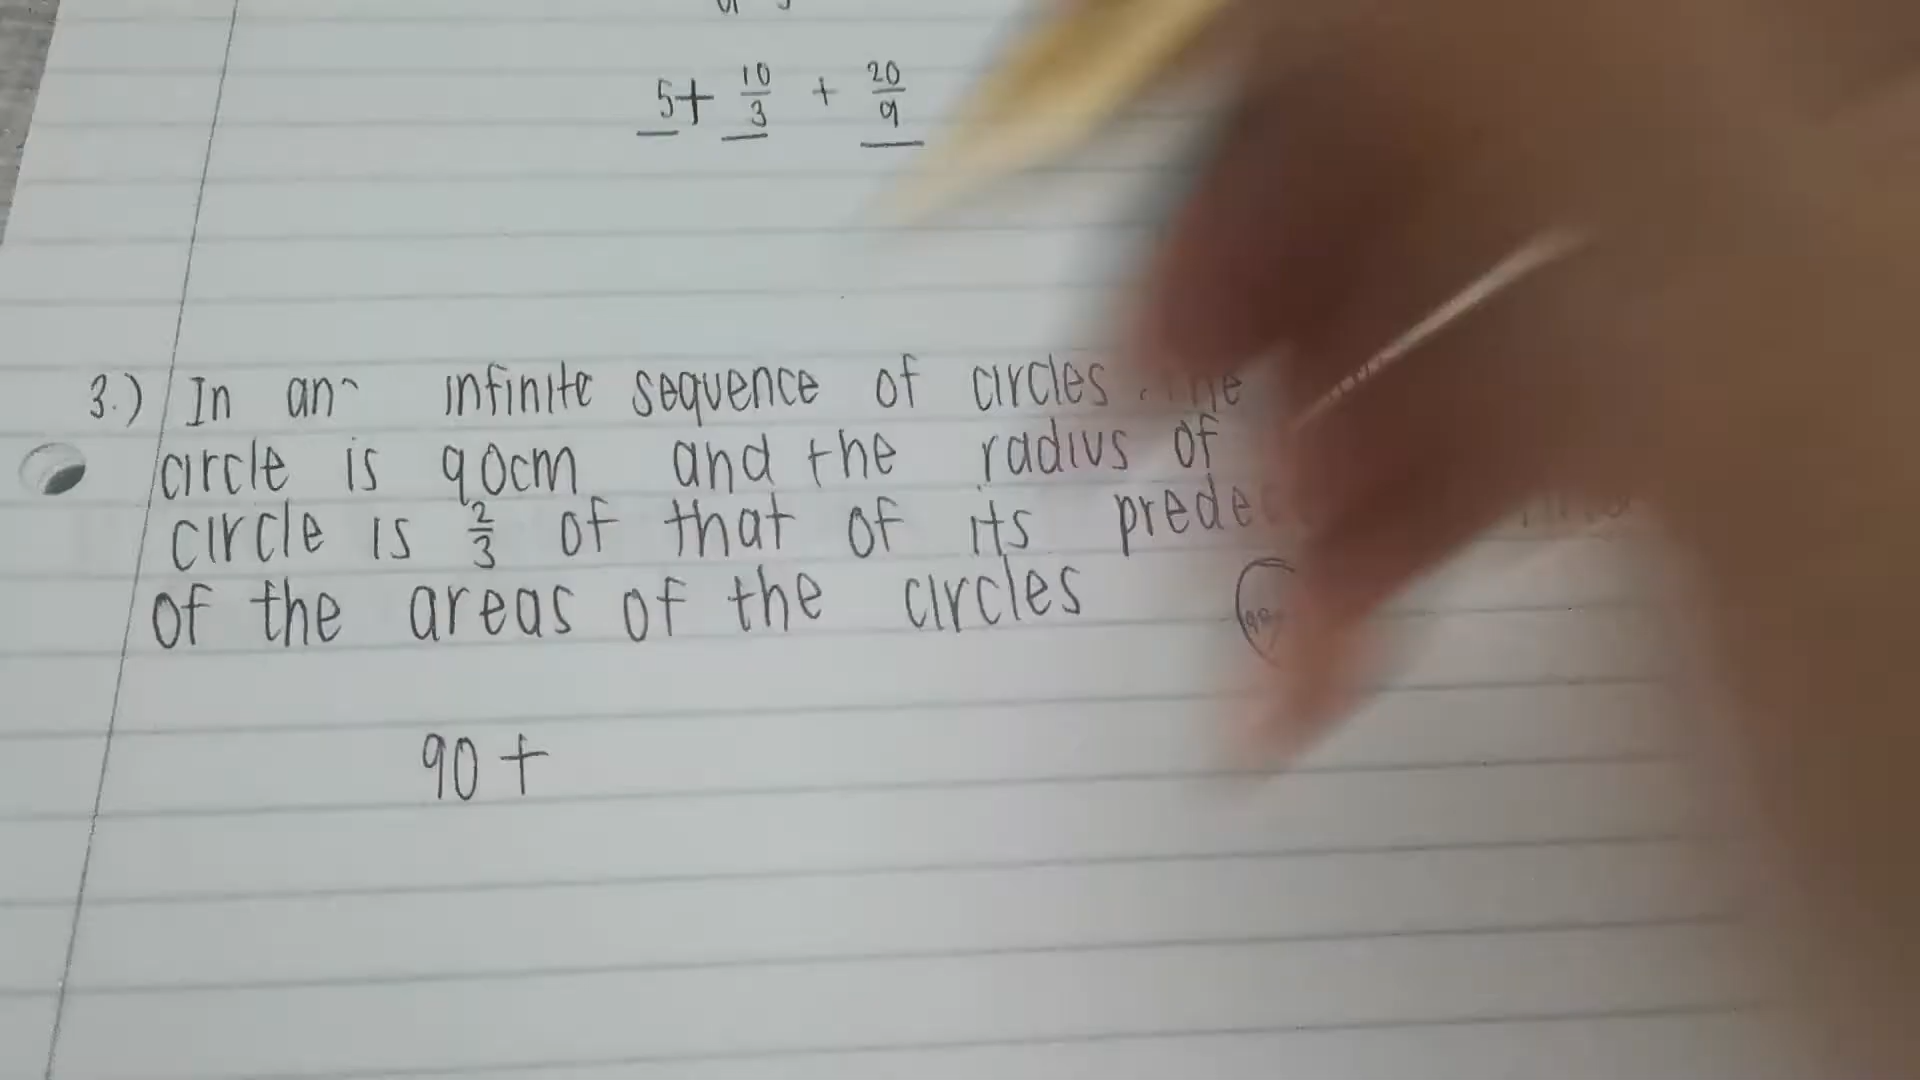 5 + 10/3 + 20/9
3.) In an infinite sequence of circles. The
circle is 90cm and the radius of
circle is 2/3 of that of its
of the areas of the circles
90 +